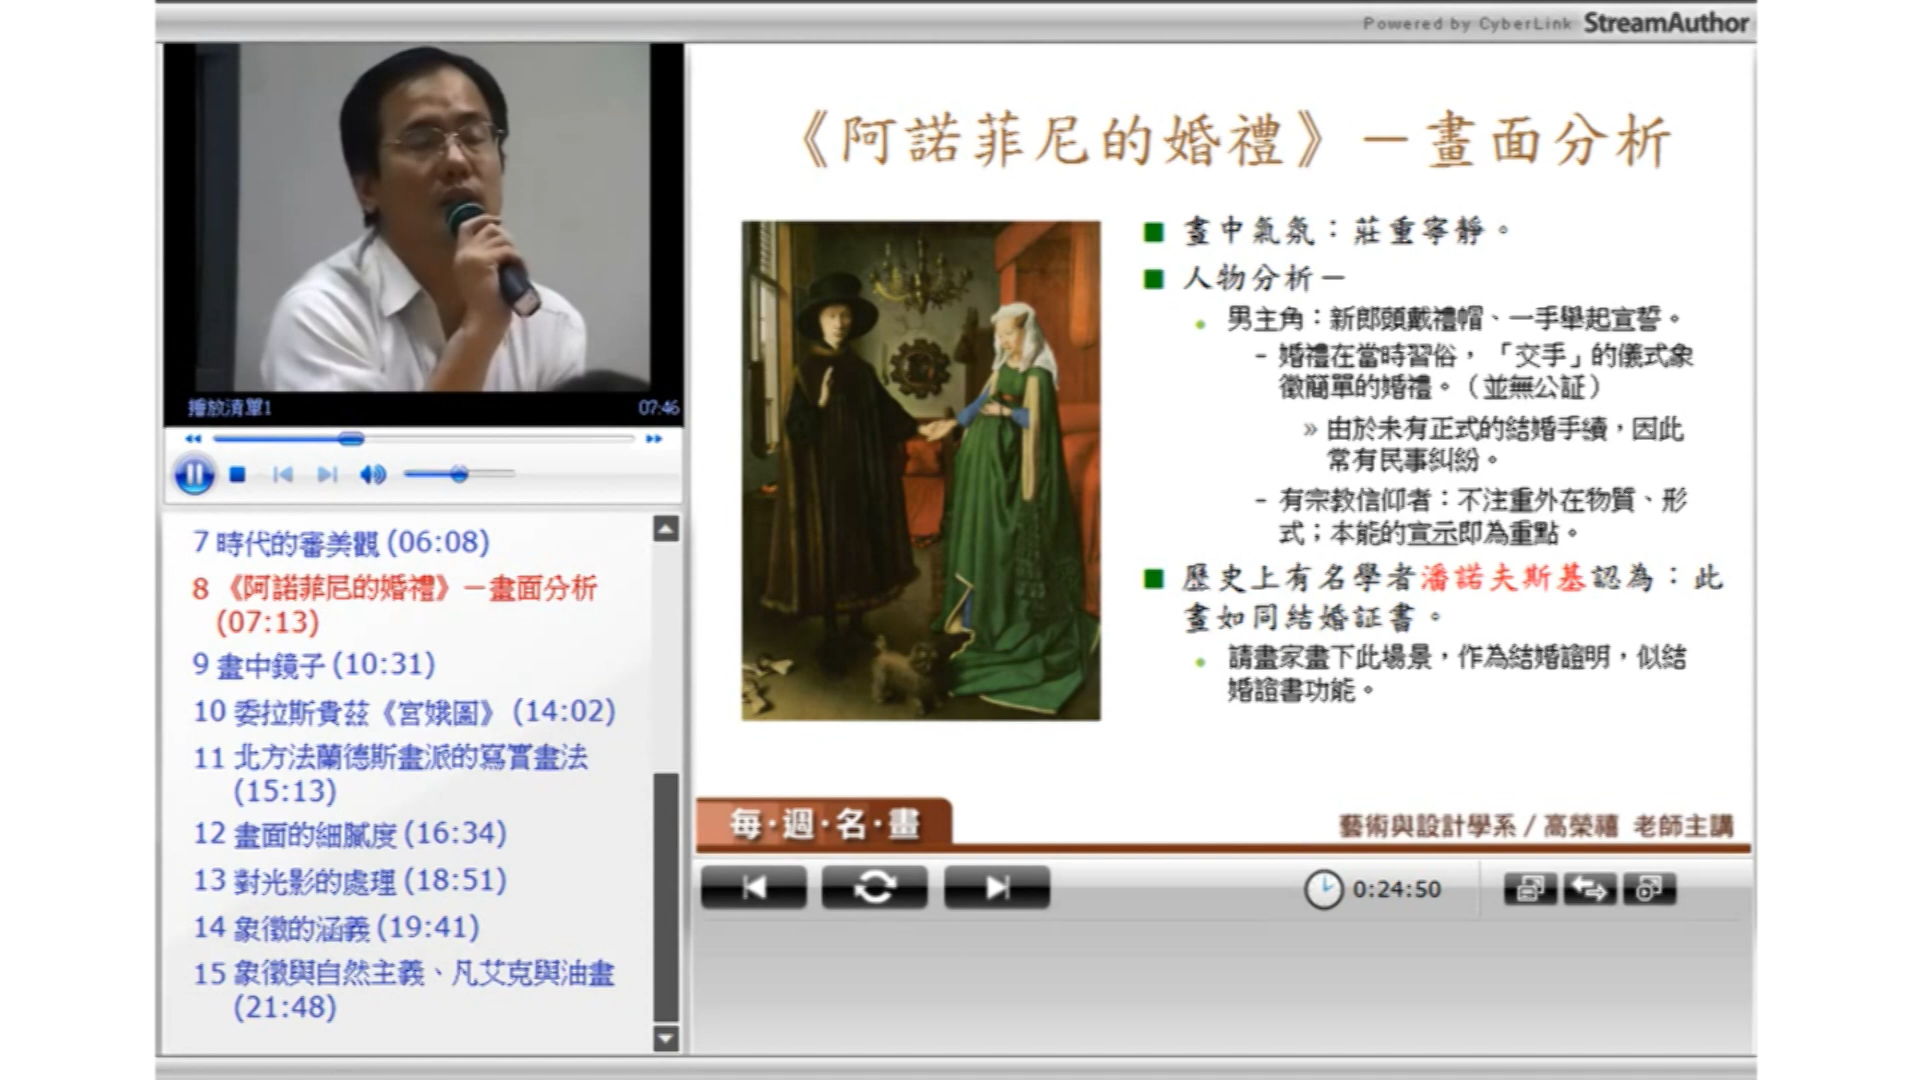 Powered by CyberLink StreamAuthor
播放清單1 07:46
7 時代的審美觀 (06:08)
8 《阿諾菲尼的婚禮》－畫面分析
(07:13)
9 畫中鏡子 (10:31)
10 委拉斯貴茲《宮娥圖》 (14:02)
11 北方法蘭德斯畫派的寫實畫法
(15:13)
12 畫面的細膩度 (16:34)
13 對光影的處理 (18:51)
14 象徵的涵義 (19:41)
15 象徵與自然主義、凡艾克與油畫
(21:48)
《阿諾菲尼的婚禮》－畫面分析
畫中氣氛：莊重寧靜。
人物分析－
男主角：新郎頭戴禮帽、一手舉起宣誓。
– 婚禮在當時習俗，「交手」的儀式象
徵簡單的婚禮。（並無公証）
» 由於未有正式的結婚手續，因此
常有民事糾紛。
– 有宗教信仰者：不注重外在物質、形
式；本能的宣示即為重點。
歷史上有名學者潘諾夫斯基認為：此
畫如同結婚証書。
請畫家畫下此場景，作為結婚證明，似結
婚證書功能。
每·週·名·畫
藝術與設計學系 / 高榮禧 老師主講
0:24:50